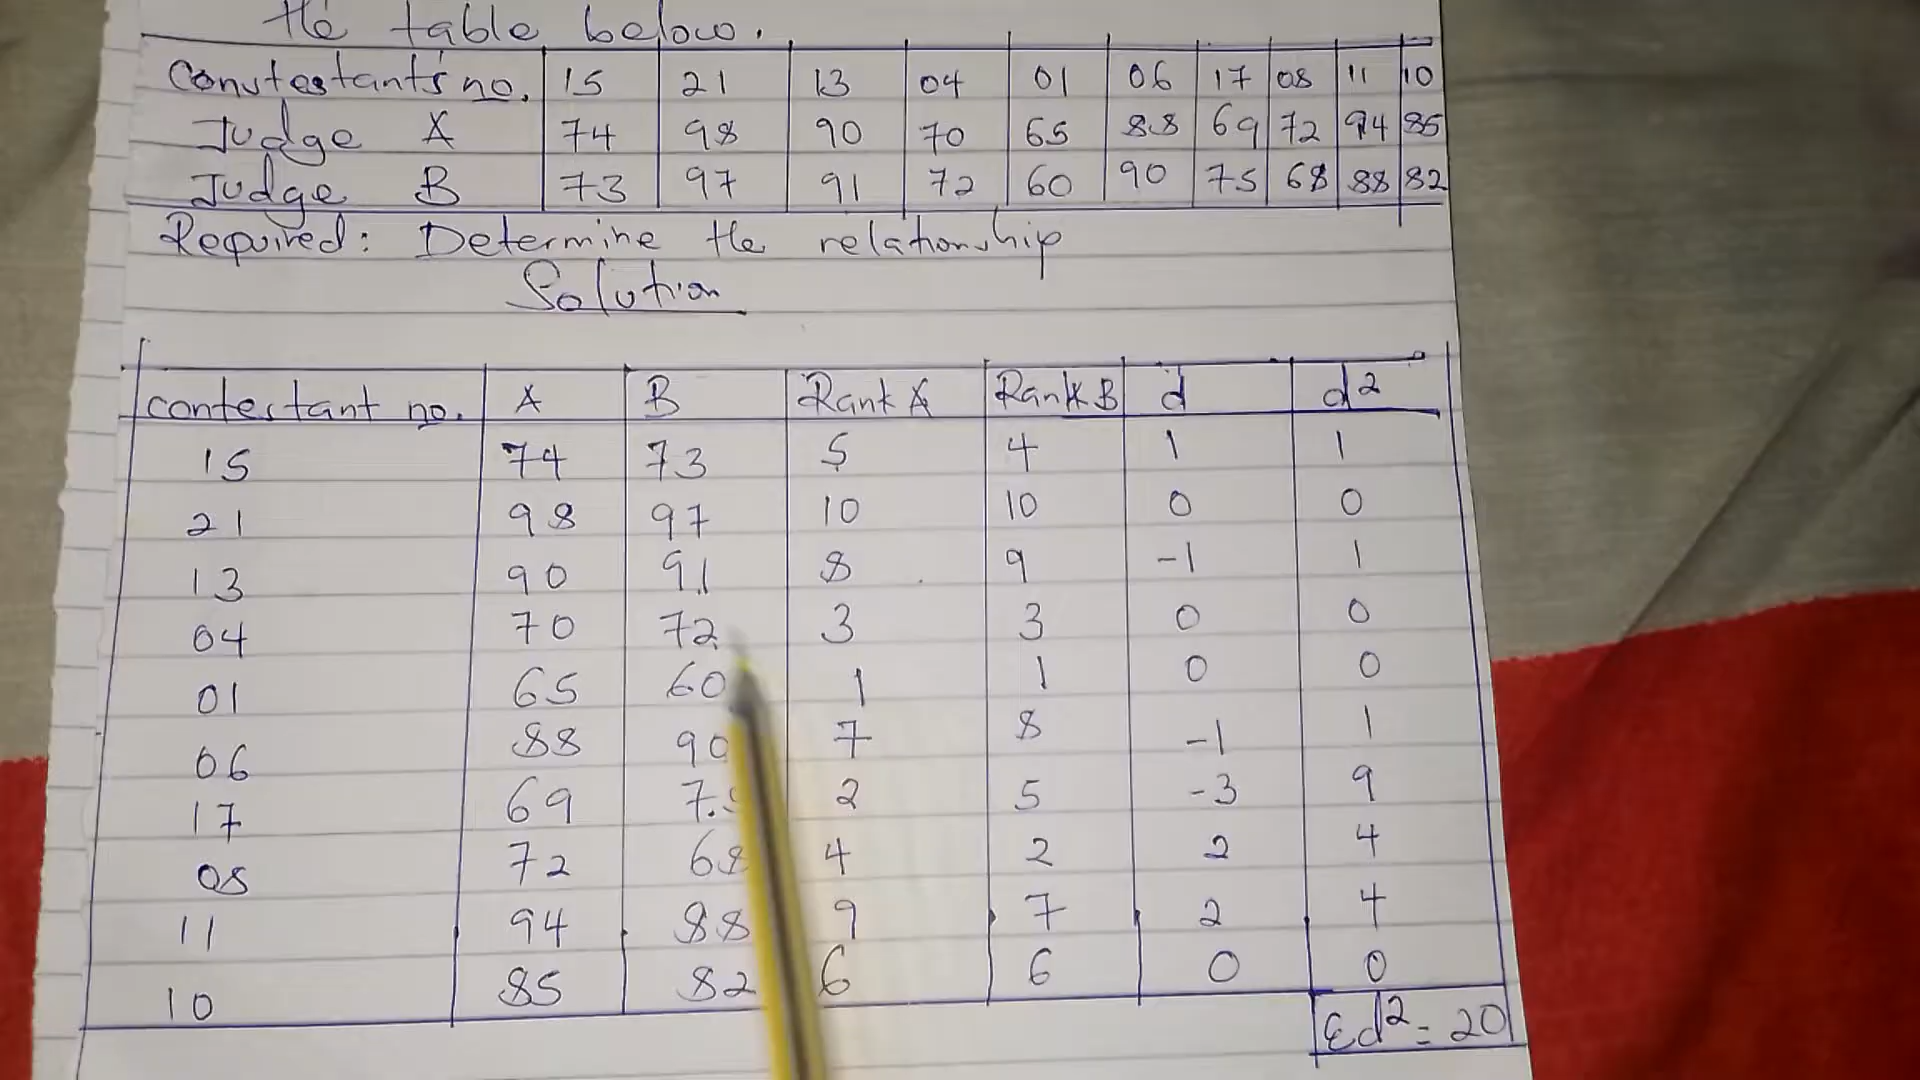 the table below.
Conutestant's no. 15 21 13 04 01 06 17 08 11 10
Judge A 74 98 90 70 65 88 69 72 94 85
Judge B 73 97 91 72 60 90 75 68 88 82
Required: Determine the relationship
Solution
contestant no. A B Rank A Rank B d d²
15 74 73 5 4 1 1
21 98 97 10 10 0 0
13 90 91 8 9 -1 1
04 70 72 3 3 0 0
01 65 60 1 1 0 0
06 88 90 7 8 -1 1
17 69 2 5 -3 9
08 72 68 4 2 2 4
11 94 88 9 7 2 4
10 85 82 6 6 0 0
Ɛd² = 20